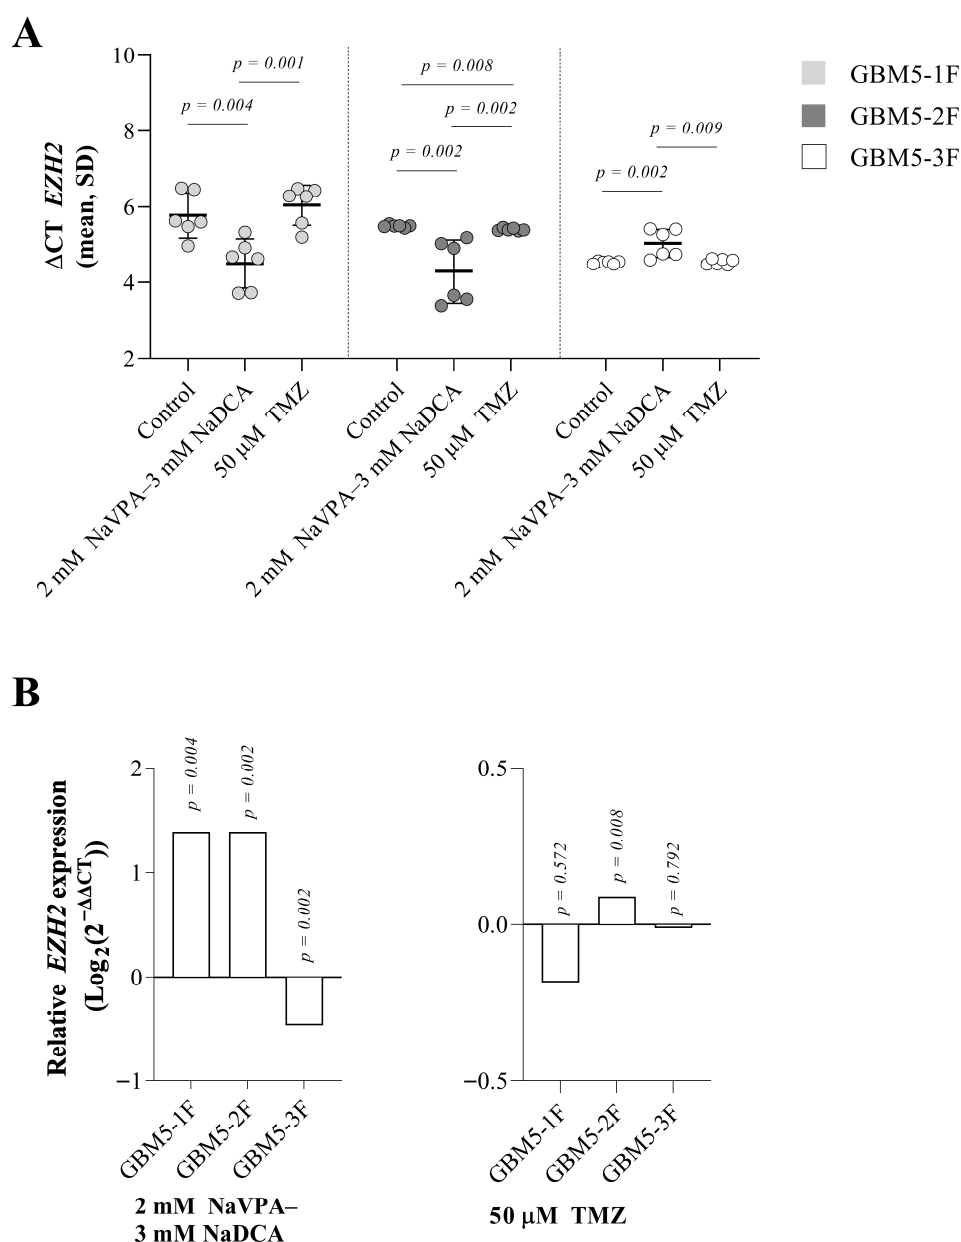 A
ΔCT EZH2
(mean, SD)
10
8
6
4
2
p = 0.001
p = 0.004
p = 0.008
p = 0.002
p = 0.002
p = 0.009
p = 0.002
GBM5-1F
GBM5-2F
GBM5-3F
Control
2 mM NaVPA–3 mM NaDCA
50 μM TMZ
Control
2 mM NaVPA–3 mM NaDCA
50 μM TMZ
Control
2 mM NaVPA–3 mM NaDCA
50 μM TMZ
B
Relative EZH2 expression
(Log2(2−ΔΔCT))
2
1
0
−1
p = 0.004
p = 0.002
p = 0.002
GBM5-1F
GBM5-2F
GBM5-3F
2 mM NaVPA–
3 mM NaDCA
0.5
0.0
−0.5
p = 0.572
p = 0.008
p = 0.792
GBM5-1F
GBM5-2F
GBM5-3F
50 μM TMZ